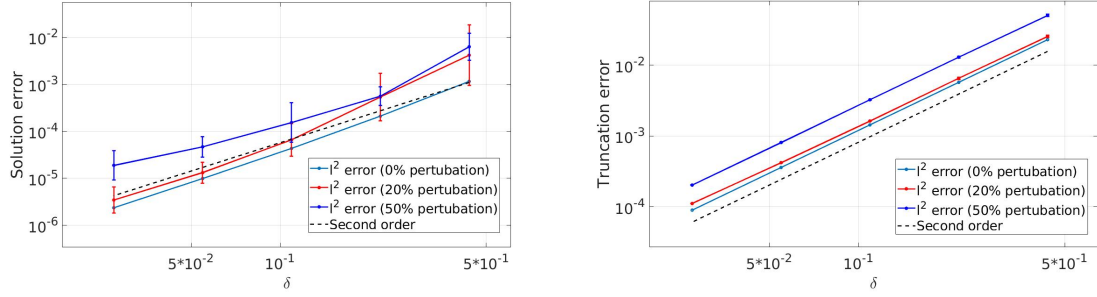 Solution error
10^-2
10^-3
10^-4
10^-5
10^-6
l^2 error (0% pertubation)
l^2 error (20% pertubation)
l^2 error (50% pertubation)
Second order
5*10^-2
10^-1
5*10^-1
δ
Truncation error
10^-2
10^-3
10^-4
l^2 error (0% pertubation)
l^2 error (20% pertubation)
l^2 error (50% pertubation)
Second order
5*10^-2
10^-1
5*10^-1
δ